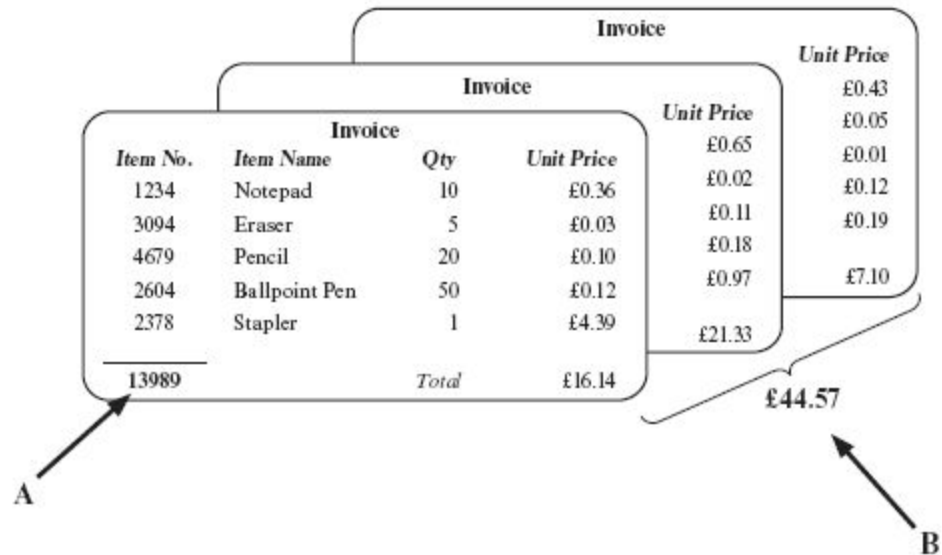 Invoice
Unit Price
£0.43
£0.05
£0.01
£0.12
£0.19
£7.10
Invoice
Unit Price
£0.65
£0.02
£0.11
£0.18
£0.97
£21.33
Invoice
Item No. Item Name Qty Unit Price
1234 Notepad 10 £0.36
3094 Eraser 5 £0.03
4679 Pencil 20 £0.10
2604 Ballpoint Pen 50 £0.12
2378 Stapler 1 £4.39
13989 Total £16.14
£44.57
A
B